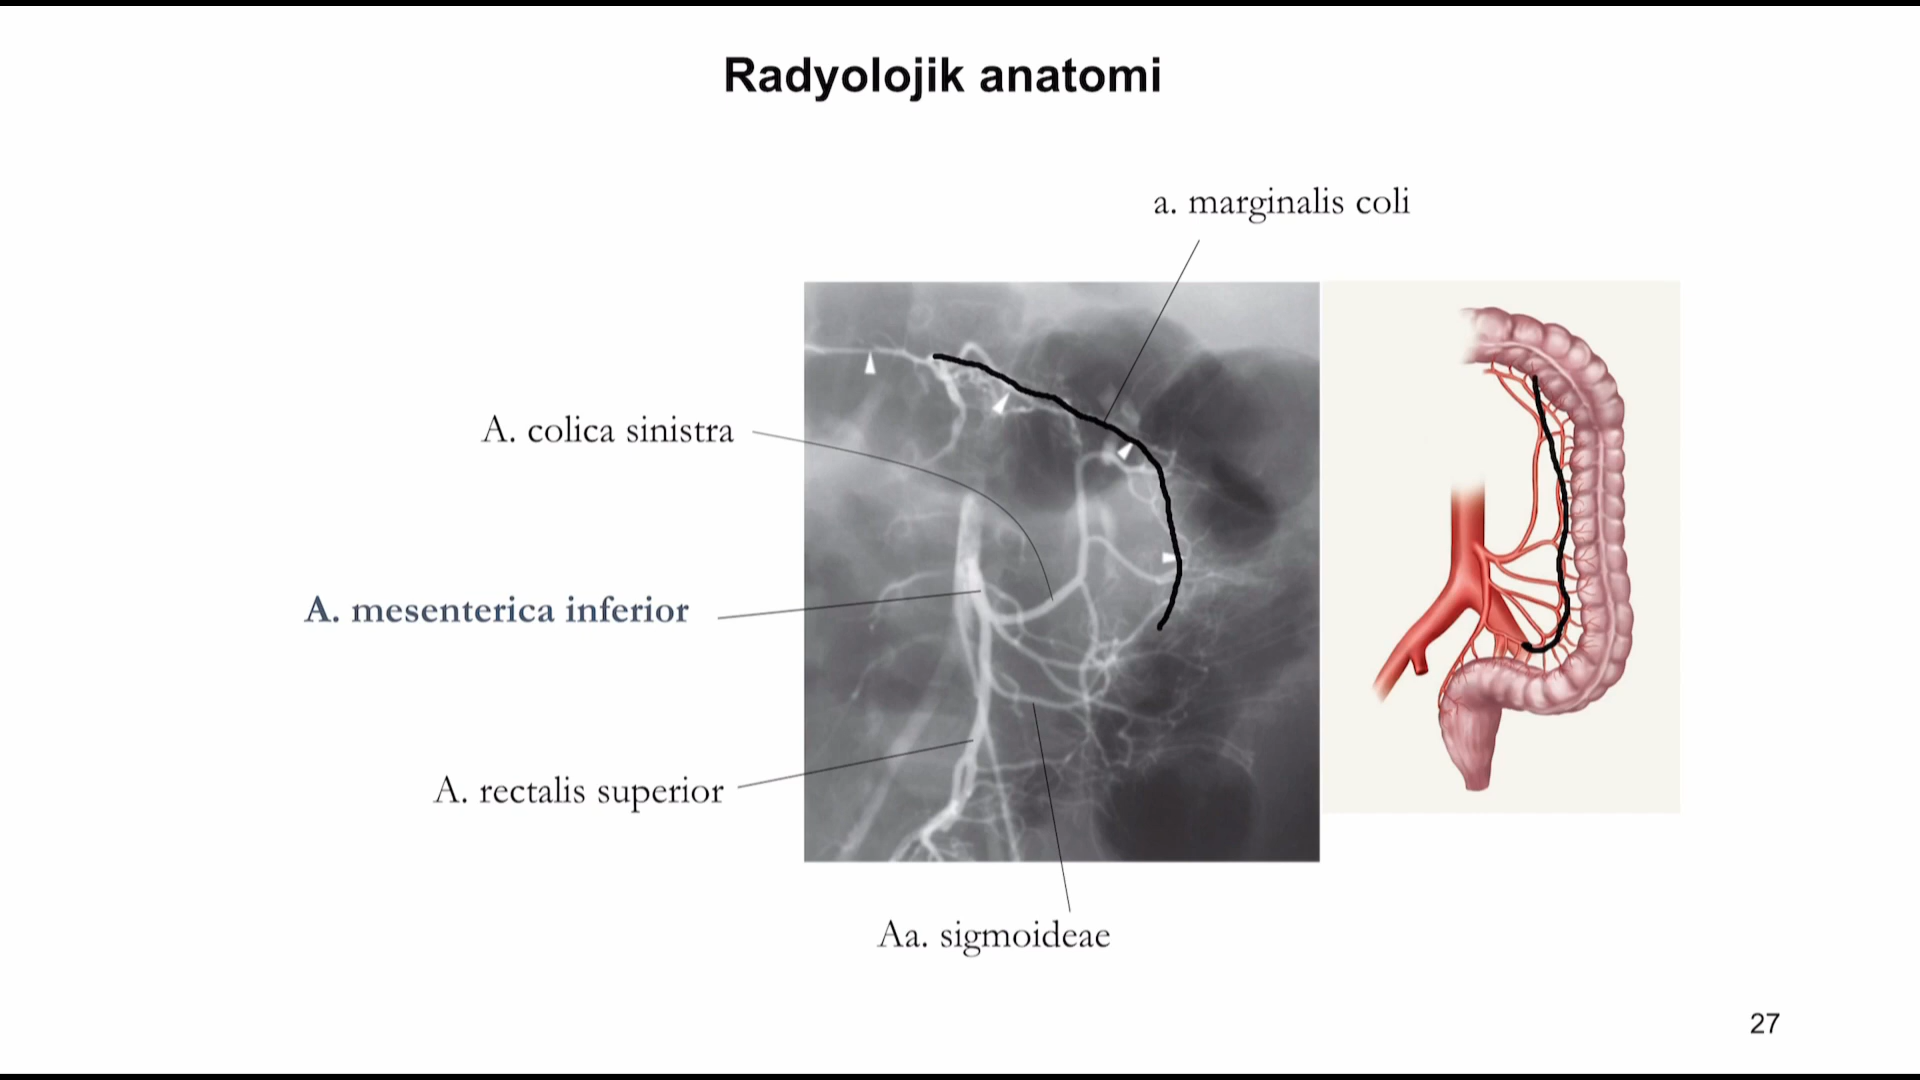 Radyolojik anatomi
a. marginalis coli
A. colica sinistra
A. mesenterica inferior
A. rectalis superior
Aa. sigmoideae
27